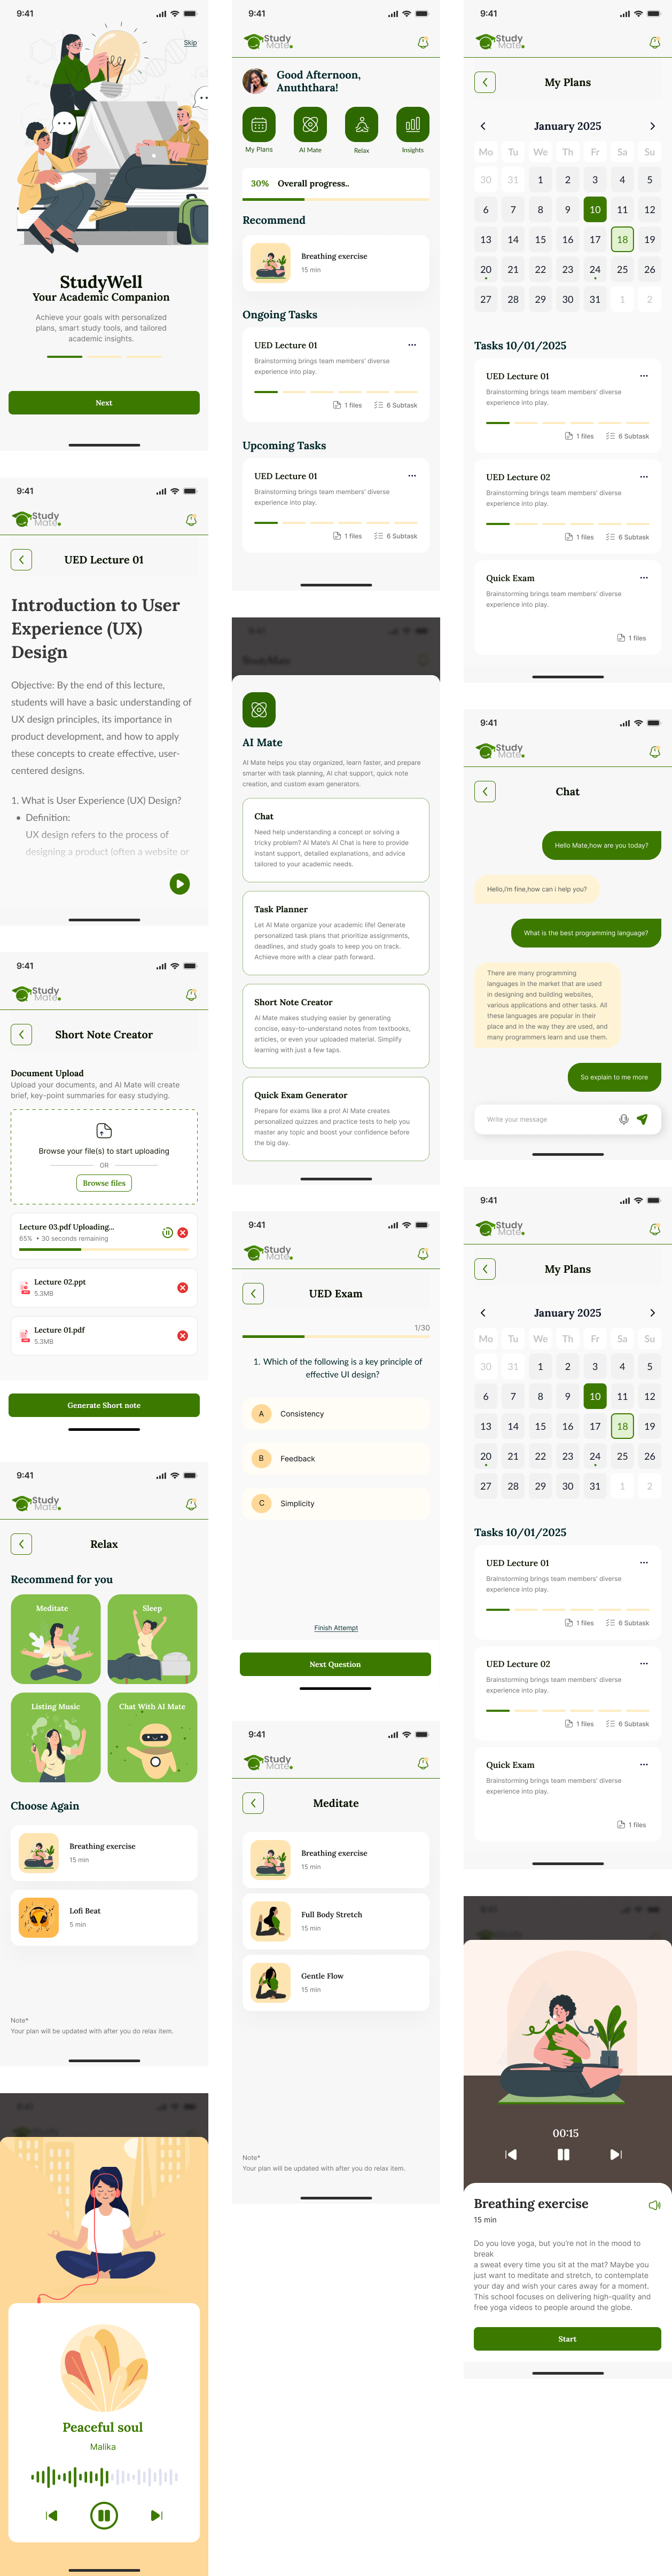 9:41
Skip
StudyWell
Your Academic Companion
Achieve your goals with personalized
plans, smart study tools, and tailored
academic insights.
Next
9:41
Study
Mate.
UED Lecture 01
Introduction to User
Experience (UX)
Design
Objective: By the end of this lecture,
students will have a basic understanding of
UX design principles, its importance in
product development, and how to apply
these concepts to create effective, user-
centered designs.
1. What is User Experience (UX) Design?
• Definition:
UX design refers to the process of
designing a product (often a website or
9:41
Study
Mate.
Short Note Creator
Document Upload
Upload your documents, and AI Mate will create
brief, key-point summaries for easy studying.
Browse your file(s) to start uploading
OR
Browse files
Lecture 03.pdf Uploading...
65% • 30 seconds remaining
Lecture 02.ppt
5.3MB
Lecture 01.pdf
5.3MB
Generate Short note
9:41
Study
Mate.
Relax
Recommend for you
Meditate
Sleep
Listing Music
Chat With AI Mate
Choose Again
Breathing exercise
15 min
Lofi Beat
5 min
Note*
Your plan will be updated with after you do relax item.
9:41
Peaceful soul
Malika
9:41
Study
Mate.
Good Afternoon,
Anuththara!
My Plans
AI Mate
Relax
Insights
30% Overall progress..
Recommend
Breathing exercise
15 min
Ongoing Tasks
UED Lecture 01
Brainstorming brings team members' diverse
experience into play.
1 files
6 Subtask
Upcoming Tasks
UED Lecture 01
Brainstorming brings team members' diverse
experience into play.
1 files
6 Subtask
9:41
StudyMate
AI Mate
AI Mate helps you stay organized, learn faster, and prepare
smarter with task planning, AI chat support, quick note
creation, and custom exam generators.
Chat
Need help understanding a concept or solving a
tricky problem? AI Mate's AI Chat is here to provide
instant support, detailed explanations, and advice
tailored to your academic needs.
Task Planner
Let AI Mate organize your academic life! Generate
personalized task plans that prioritize assignments,
deadlines, and study goals to keep you on track.
Achieve more with a clear path forward.
Short Note Creator
AI Mate makes studying easier by generating
concise, easy-to-understand notes from textbooks,
articles, or even your uploaded material. Simplify
learning with just a few taps.
Quick Exam Generator
Prepare for exams like a pro! AI Mate creates
personalized quizzes and practice tests to help you
master any topic and boost your confidence before
the big day.
9:41
Study
Mate.
UED Exam
1/30
1. Which of the following is a key principle of
effective UI design?
A Consistency
B Feedback
C Simplicity
Finish Attempt
Next Question
9:41
Study
Mate.
Meditate
Breathing exercise
15 min
Full Body Stretch
15 min
Gentle Flow
15 min
Note*
Your plan will be updated with after you do relax item.
9:41
Study
Mate.
My Plans
January 2025
Mo Tu We Th Fr Sa Su
30 31 1 2 3 4 5
6 7 8 9 10 11 12
13 14 15 16 17 18 19
20 21 22 23 24 25 26
27 28 29 30 31 1 2
Tasks 10/01/2025
UED Lecture 01
Brainstorming brings team members' diverse
experience into play.
1 files
6 Subtask
UED Lecture 02
Brainstorming brings team members' diverse
experience into play.
1 files
6 Subtask
Quick Exam
Brainstorming brings team members' diverse
experience into play.
1 files
9:41
Study
Mate.
Chat
Hello Mate,how are you today?
Hello,i'm fine,how can i help you?
What is the best programming language?
There are many programming
languages in the market that are used
in designing and building websites,
various applications and other tasks. All
these languages are popular in their
place and in the way they are used, and
many programmers learn and use them.
So explain to me more
Write your message
9:41
Study
Mate.
My Plans
January 2025
Mo Tu We Th Fr Sa Su
30 31 1 2 3 4 5
6 7 8 9 10 11 12
13 14 15 16 17 18 19
20 21 22 23 24 25 26
27 28 29 30 31 1 2
Tasks 10/01/2025
UED Lecture 01
Brainstorming brings team members' diverse
experience into play.
1 files
6 Subtask
UED Lecture 02
Brainstorming brings team members' diverse
experience into play.
1 files
6 Subtask
Quick Exam
Brainstorming brings team members' diverse
experience into play.
1 files
9:41
Study
00:15
Breathing exercise
15 min
Do you love yoga, but you're not in the mood to
break
a sweat every time you sit at the mat? Maybe you
just want to meditate and stretch, to contemplate
your day and wish your cares away for a moment.
This school focuses on delivering high-quality and
free yoga videos to people around the globe.
Start